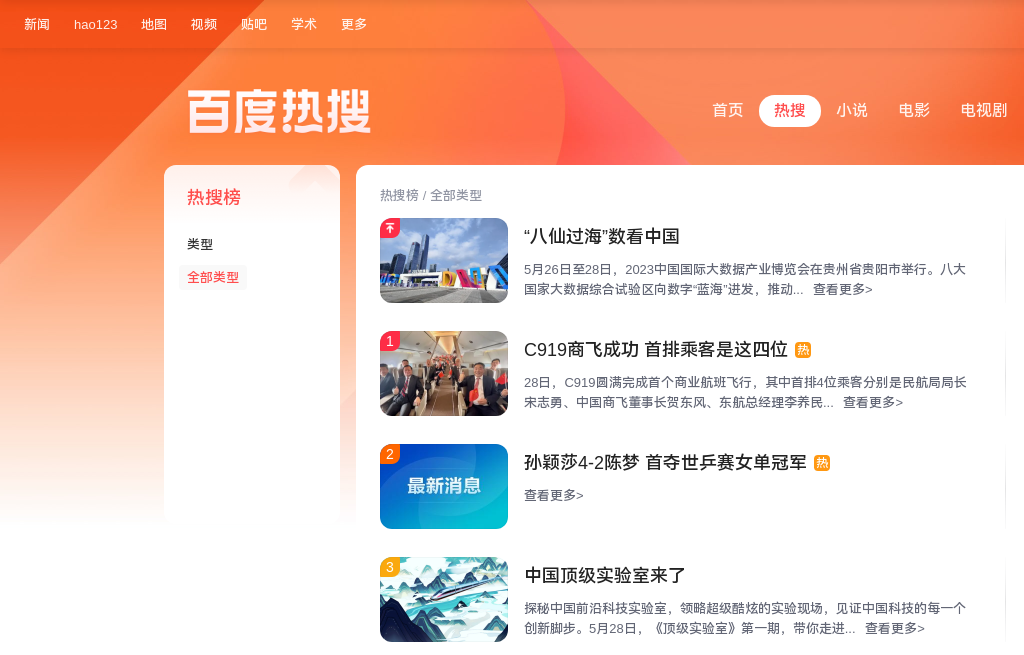 新闻 hao123 地图 视频 贴吧 学术 更多
百度热搜
首页 热搜 小说 电影 电视剧
热搜榜
类型
全部类型
热搜榜 / 全部类型
“八仙过海”数看中国
5月26日至28日，2023中国国际大数据产业博览会在贵州省贵阳市举行。八大
国家大数据综合试验区向数字“蓝海”进发，推动... 查看更多>
1
C919商飞成功 首排乘客是这四位 热
28日，C919圆满完成首个商业航班飞行，其中首排4位乘客分别是民航局局长
宋志勇、中国商飞董事长贺东风、东航总经理李养民... 查看更多>
2
最新消息
孙颖莎4-2陈梦 首夺世乒赛女单冠军 热
查看更多>
3
中国顶级实验室来了
探秘中国前沿科技实验室，领略超级酷炫的实验现场，见证中国科技的每一个
创新脚步。5月28日，《顶级实验室》第一期，带你走进... 查看更多>